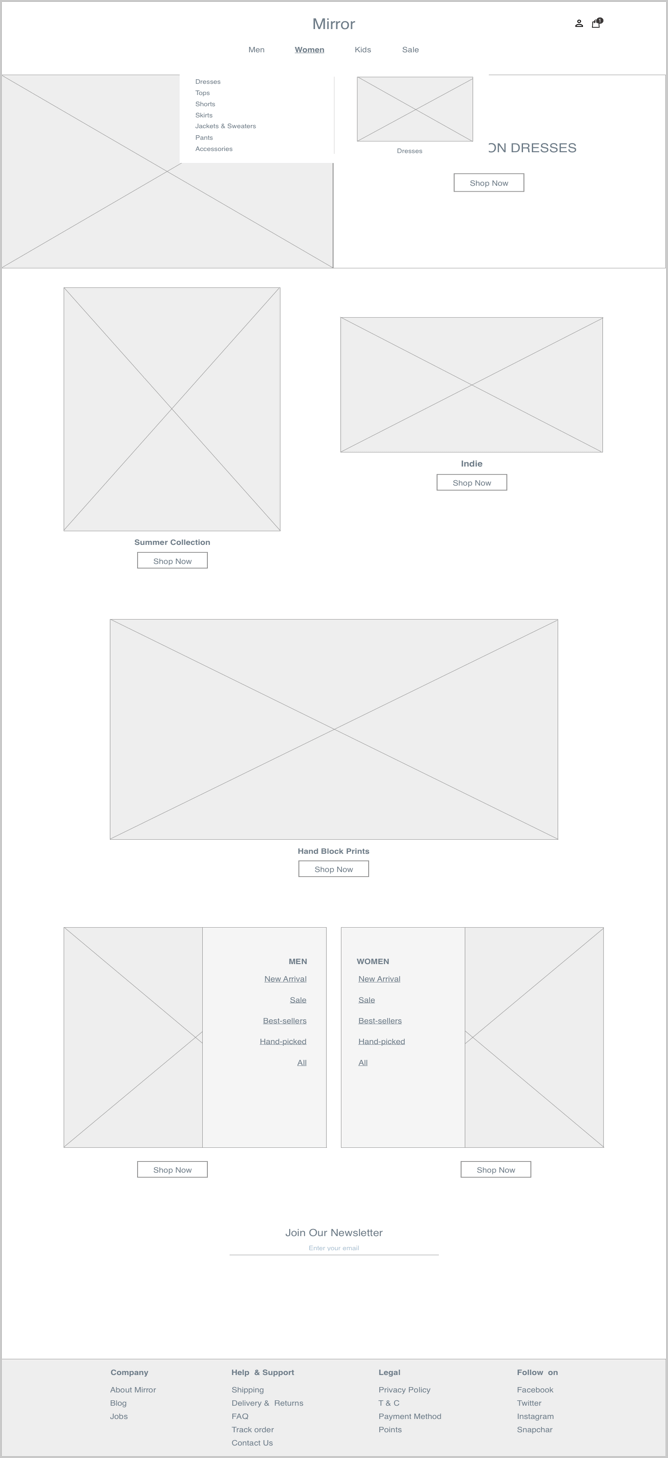 Mirror
1
Men Women Kids Sale
Dresses
Tops
Shorts
Skirts
Jackets & Sweaters
Pants
Accessories
Dresses
ON DRESSES
Shop Now
Summer Collection
Shop Now
Indie
Shop Now
Hand Block Prints
Shop Now
MEN
New Arrival
Sale
Best-sellers
Hand-picked
All
Shop Now
WOMEN
New Arrival
Sale
Best-sellers
Hand-picked
All
Shop Now
Join Our Newsletter
Enter your email
Company
About Mirror
Blog
Jobs
Help & Support
Shipping
Delivery & Returns
FAQ
Track order
Contact Us
Legal
Privacy Policy
T & C
Payment Method
Points
Follow on
Facebook
Twitter
Instagram
Snapchar